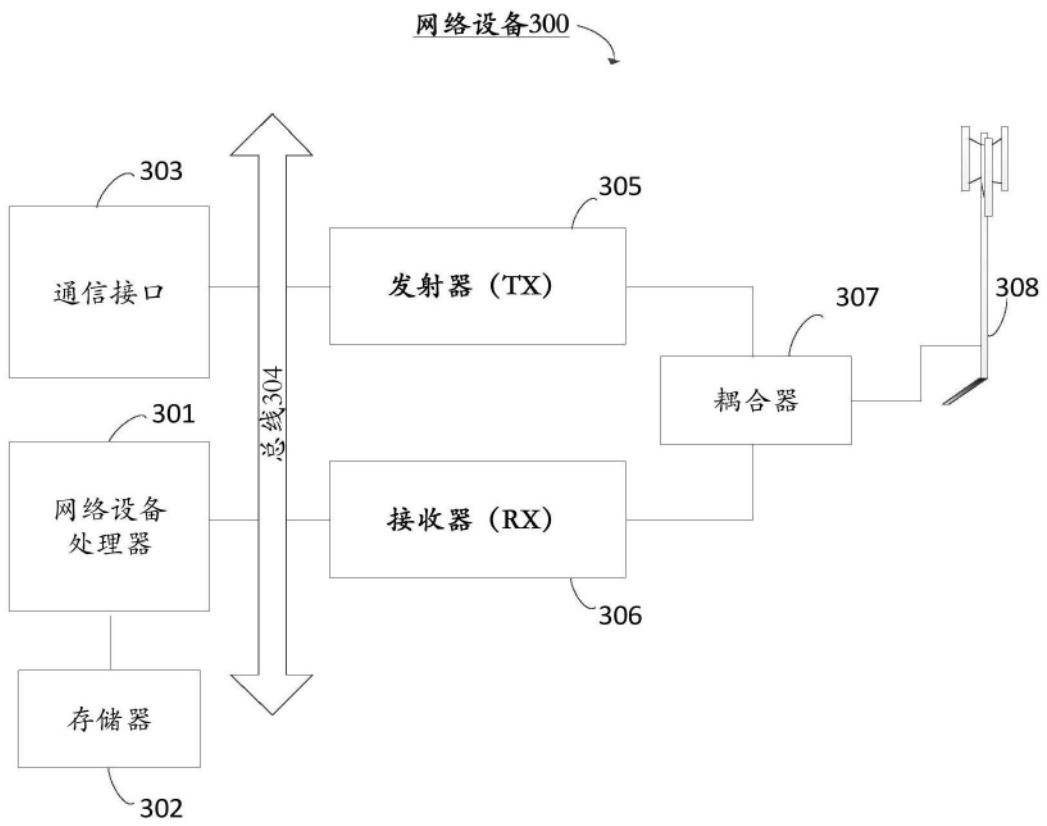 网络设备300
303
通信接口
305
发射器（TX）
307
耦合器
308
总线304
301
网络设备
处理器
接收器（RX）
306
存储器
302